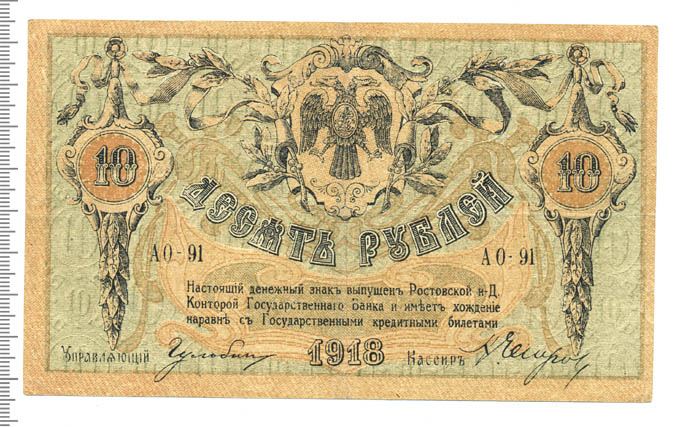 10 10
ДЕСЯТЬ РУБЛЕЙ
АО-91 АО-91
Настоящій денежный знакъ выпущенъ Ростовской н-Д.
Конторой Государственнаго Банка и имѣетъ хожденіе
наравнѣ съ Государственными кредитными билетами
Управляющій 1918 Кассиръ